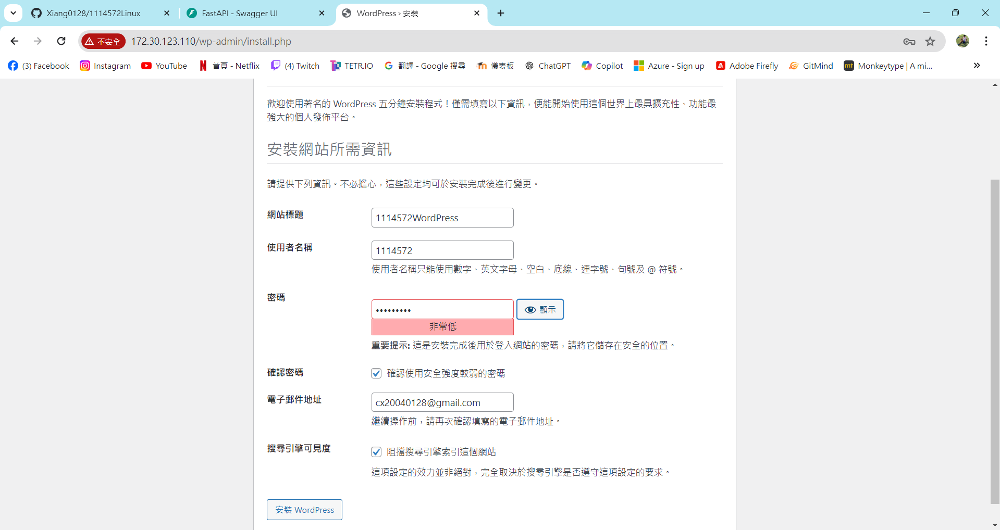 Xiang0128/1114572Linux
FastAPI - Swagger UI
WordPress › 安裝
不安全
172.30.123.110/wp-admin/install.php
(3) Facebook
Instagram
YouTube
首頁 - Netflix
(4) Twitch
TETR.IO
翻譯 - Google 搜尋
儀表板
ChatGPT
Copilot
Azure - Sign up
Adobe Firefly
GitMind
mt
Monkeytype | A mi...
歡迎使用著名的 WordPress 五分鐘安裝程式！僅需填寫以下資訊，便能開始使用這個世界上最具擴充性、功能最
強大的個人發佈平台。
安裝網站所需資訊
請提供下列資訊。不必擔心，這些設定均可於安裝完成後進行變更。
網站標題
1114572WordPress
使用者名稱
1114572
使用者名稱只能使用數字、英文字母、空白、底線、連字號、句號及 @ 符號。
密碼
•••••••••
顯示
非常低
重要提示: 這是安裝完成後用於登入網站的密碼，請將它儲存在安全的位置。
確認密碼
確認使用安全強度較弱的密碼
電子郵件地址
cx20040128@gmail.com
繼續操作前，請再次確認填寫的電子郵件地址。
搜尋引擎可見度
阻擋搜尋引擎索引這個網站
這項設定的效力並非絕對，完全取決於搜尋引擎是否遵守這項設定的要求。
安裝 WordPress